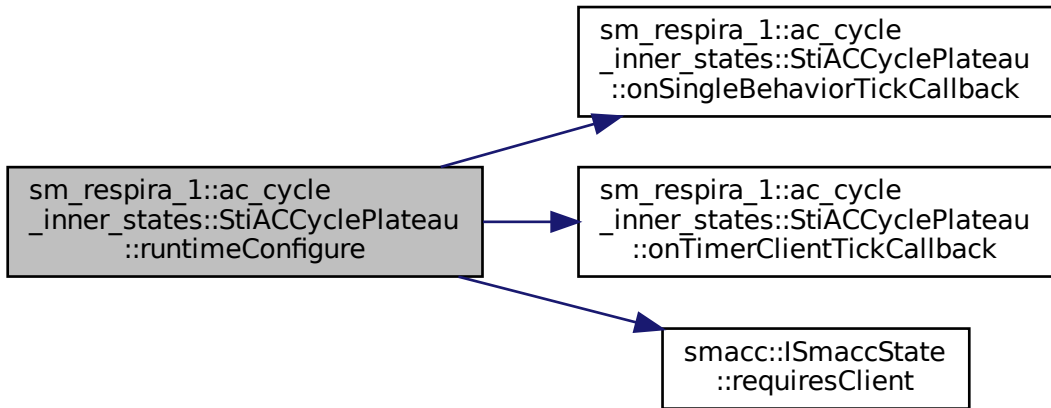 sm_respira_1::ac_cycle
_inner_states::StiACCyclePlateau
::runtimeConfigure
sm_respira_1::ac_cycle
_inner_states::StiACCyclePlateau
::onSingleBehaviorTickCallback
sm_respira_1::ac_cycle
_inner_states::StiACCyclePlateau
::onTimerClientTickCallback
smacc::ISmaccState
::requiresClient